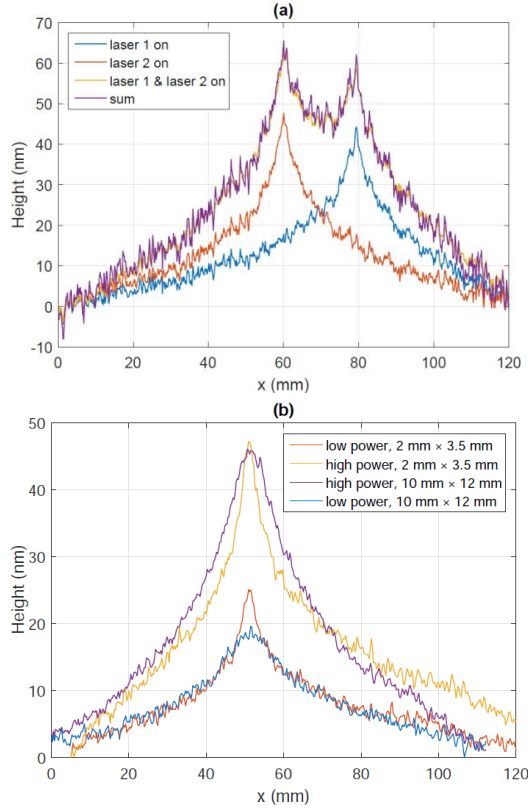 (a)
70
60
50
40
30
20
10
0
-10
Height (nm)
laser 1 on
laser 2 on
laser 1 & laser 2 on
sum
0 20 40 60 80 100 120
x (mm)
(b)
50
40
30
20
10
0
Height (nm)
low power, 2 mm × 3.5 mm
high power, 2 mm × 3.5 mm
high power, 10 mm × 12 mm
low power, 10 mm × 12 mm
0 20 40 60 80 100 120
x (mm)